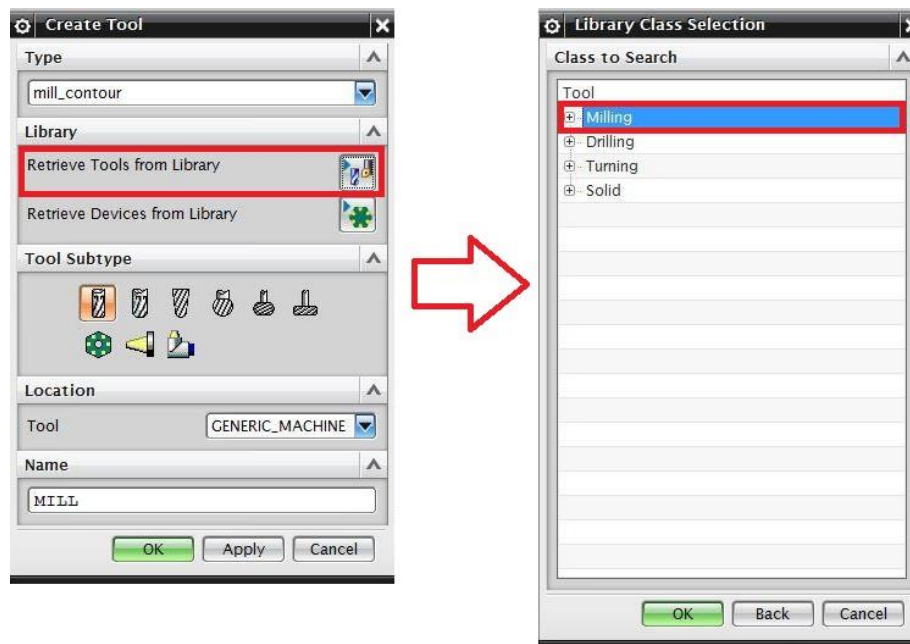 Create Tool
Type
mill_contour
Library
Retrieve Tools from Library
Retrieve Devices from Library
Tool Subtype
Location
Tool GENERIC_MACHINE
Name
MILL
OK Apply Cancel
Library Class Selection
Class to Search
Tool
Milling
Drilling
Turning
Solid
OK Back Cancel